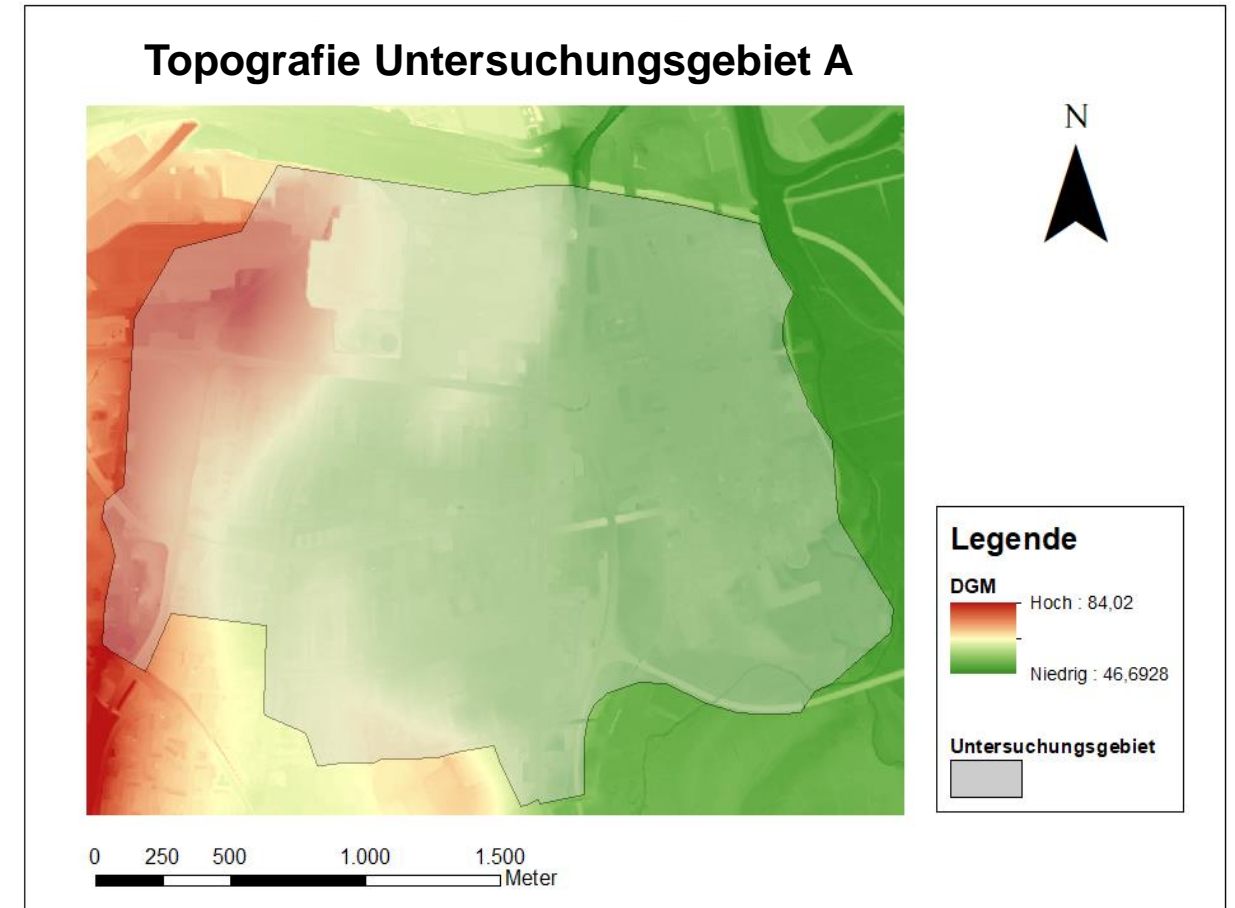 Topografie Untersuchungsgebiet A
N
Legende
DGM
Hoch : 84,02
Niedrig : 46,6928
Untersuchungsgebiet
0 250 500 1.000 1.500
Meter